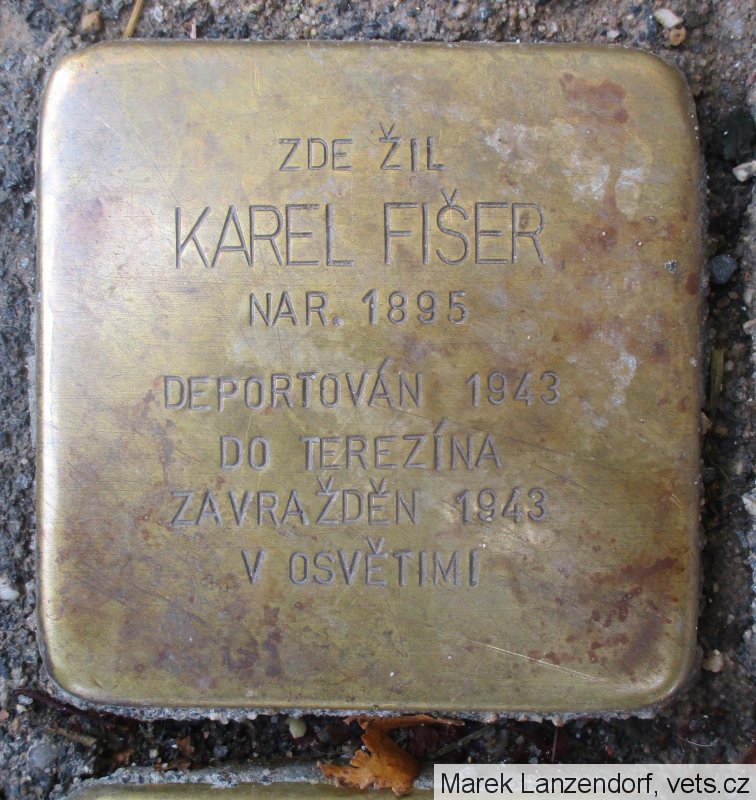 ZDE ŽIL
KAREL FIŠER
NAR. 1895
DEPORTOVÁN 1943
DO TEREZÍNA
ZAVRAŽDĚN 1943
V OSVĚTIMI
Marek Lanzendorf, vets.cz